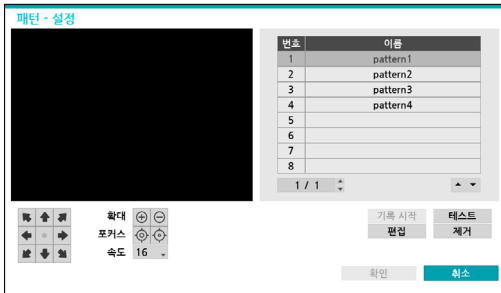 패턴 - 설정
번호 이름
1 pattern1
2 pattern2
3 pattern3
4 pattern4
5
6
7
8
1 / 1
확대
포커스
속도 16
기록 시작 테스트
편집 제거
확인 취소